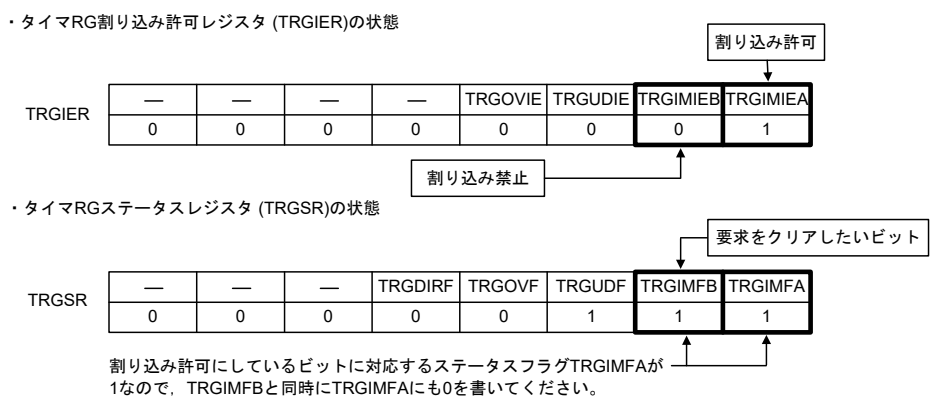 ・タイマRG割り込み許可レジスタ (TRGIER)の状態
割り込み許可
TRGIER
— — — — TRGOVIE TRGUDIE TRGIMIEB TRGIMIEA
0 0 0 0 0 0 0 1
割り込み禁止
・タイマRGステータスレジスタ (TRGSR)の状態
要求をクリアしたいビット
TRGSR
— — — TRGDIRF TRGOVF TRGUDF TRGIMFB TRGIMFA
0 0 0 0 0 1 1 1
割り込み許可にしているビットに対応するステータスフラグTRGIMFAが
1なので，TRGIMFBと同時にTRGIMFAにも0を書いてください。